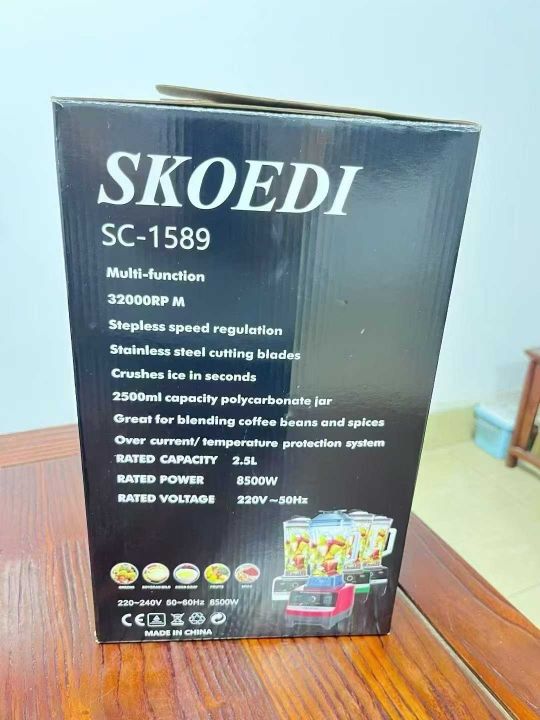 SKOEDI
SC-1589
Multi-function
32000RP M
Stepless speed regulation
Stainless steel cutting blades
Crushes ice in seconds
2500ml capacity polycarbonate jar
Great for blending coffee beans and spices
Over current/ temperature protection system
RATED CAPACITY 2.5L
RATED POWER 8500W
RATED VOLTAGE 220V~50Hz
FRUITS
220~240V 50~60Hz 8500W
CE
MADE IN CHINA